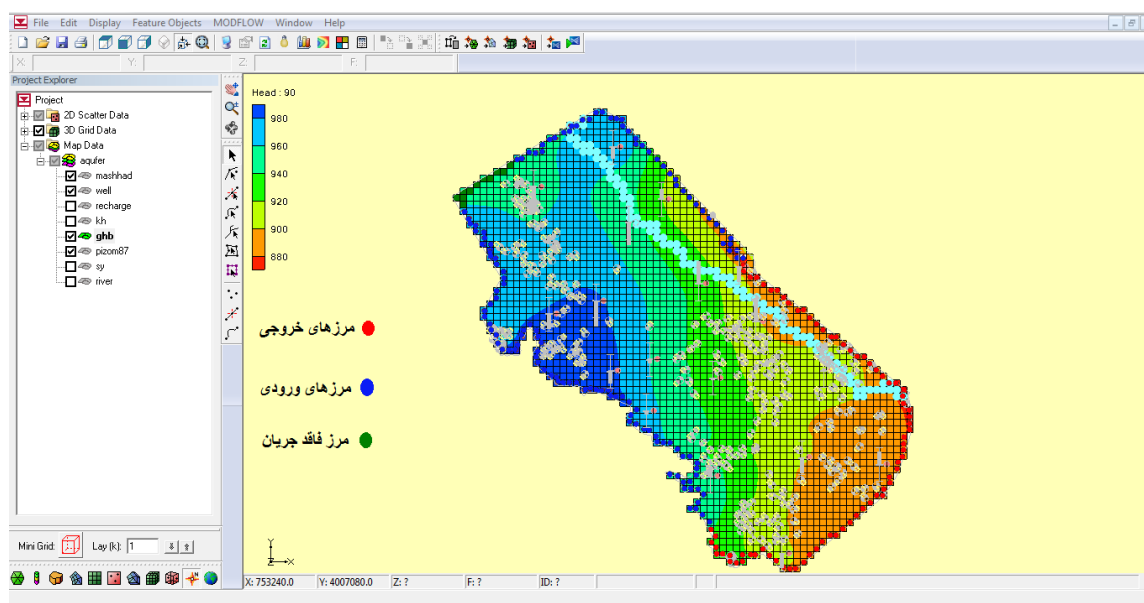 File Edit Display Feature Objects MODFLOW Window Help
X: Y: Z: F:
Project Explorer
Project
2D Scatter Data
3D Grid Data
Map Data
aqufer
mashhad
well
recharge
kh
ghb
pizom87
sy
river
Mini Grid: Lay (k): 1
Head : 90
980
960
940
920
900
880
مرزهای خروجی
مرزهای ورودی
مرز فاقد جریان
Y
X
X: 753240.0 Y: 4007080.0 Z: ? F: ? ID: ?